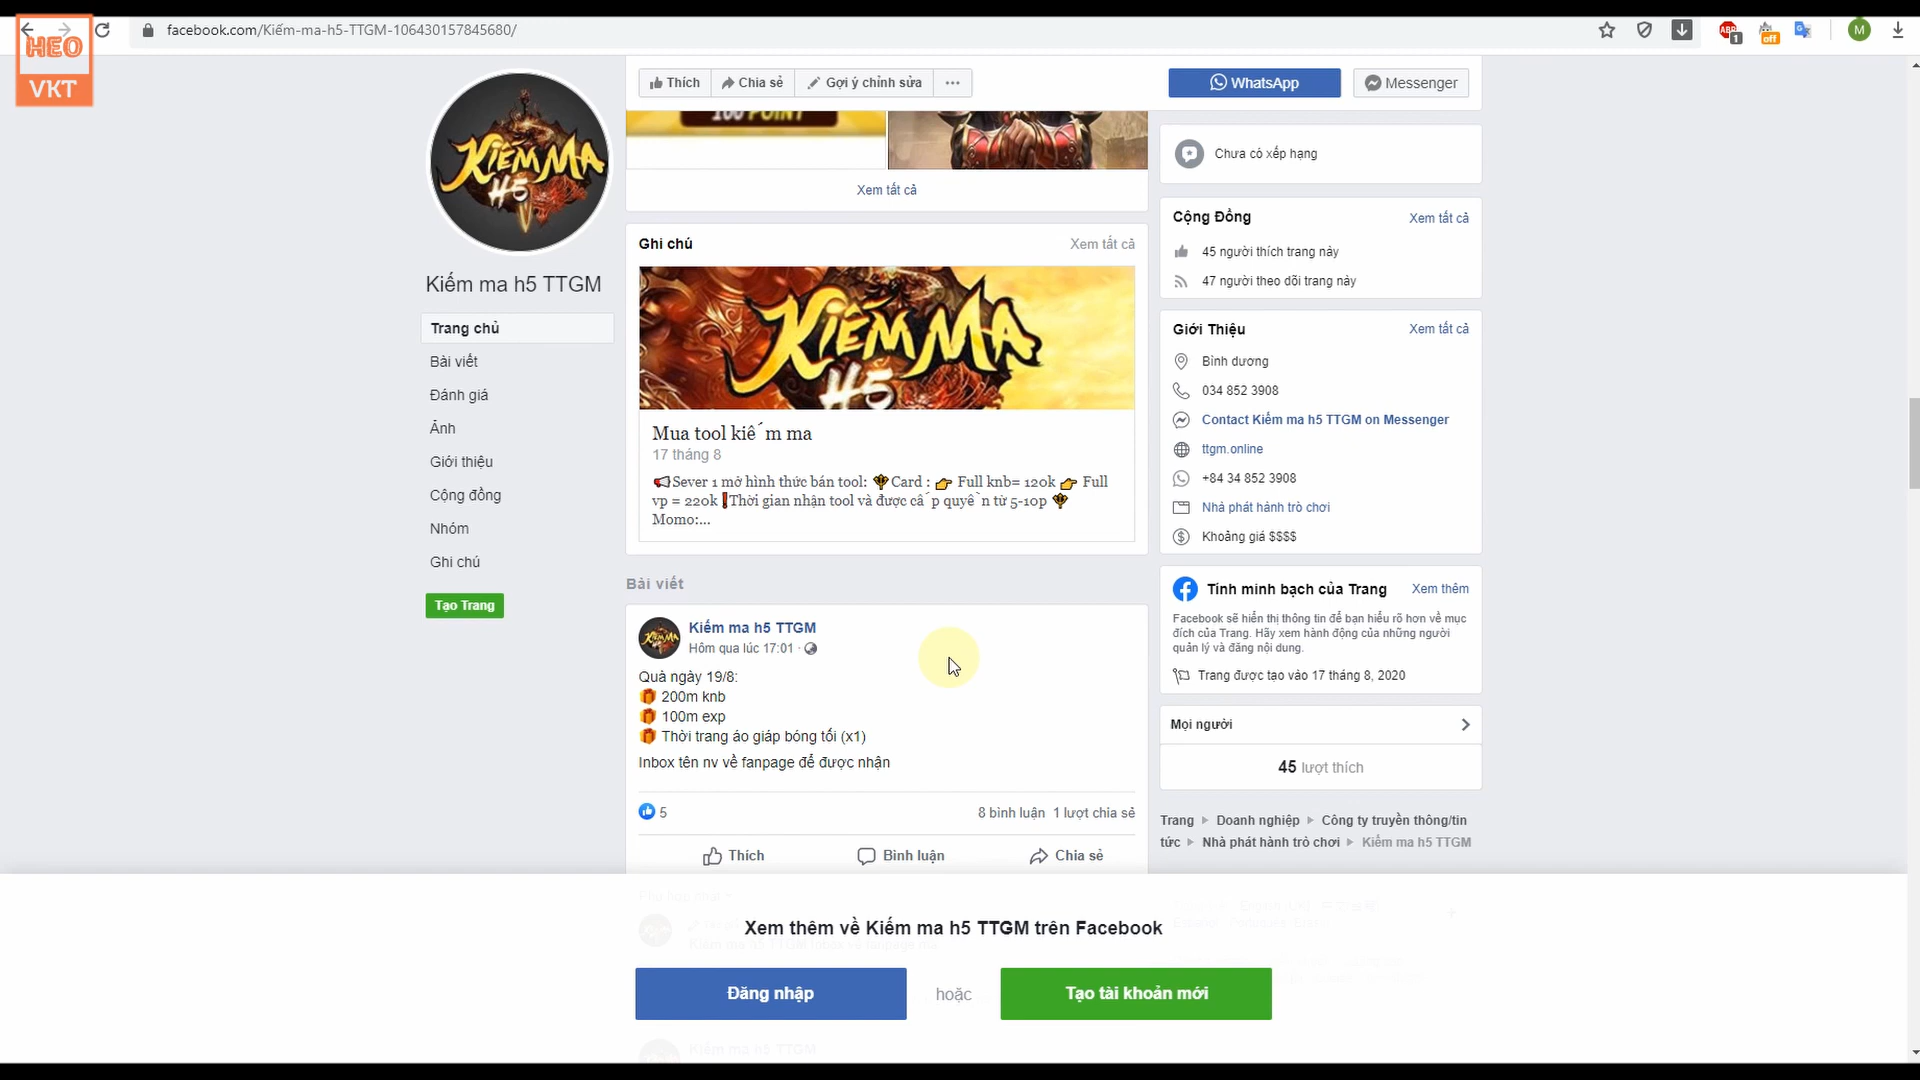 facebook.com/Kiếm-ma-h5-TTGM-106430157845680/
HEO
VKT
ABP
1
off
M
Thích
Chia sẻ
Gợi ý chỉnh sửa
WhatsApp
Messenger
100 POINT
Xem tất cả
KIẾM MA
H5
Kiếm ma h5 TTGM
Trang chủ
Bài viết
Đánh giá
Ảnh
Giới thiệu
Cộng đồng
Nhóm
Ghi chú
Tạo Trang
Ghi chú
Xem tất cả
KIẾM MA
H5
Mua tool kiếm ma
17 tháng 8
📢Sever 1 mở hình thức bán tool: 🔱Card : 👉 Full knb= 120k 👉 Full
vp = 220k ❗Thời gian nhận tool và được cấp quyền từ 5-10p 🔱
Momo:...
Bài viết
Kiếm ma h5 TTGM
Hôm qua lúc 17:01 ·
Quà ngày 19/8:
🎁 200m knb
🎁 100m exp
🎁 Thời trang áo giáp bóng tối (x1)
Inbox tên nv về fanpage để được nhận
5
8 bình luận 1 lượt chia sẻ
Thích
Bình luận
Chia sẻ
Chưa có xếp hạng
Cộng Đồng
Xem tất cả
45 người thích trang này
47 người theo dõi trang này
Giới Thiệu
Xem tất cả
Bình dương
034 852 3908
Contact Kiếm ma h5 TTGM on Messenger
ttgm.online
+84 34 852 3908
Nhà phát hành trò chơi
Khoảng giá $$$$
Tính minh bạch của Trang
Xem thêm
Facebook sẽ hiển thị thông tin để bạn hiểu rõ hơn về mục
đích của Trang. Hãy xem hành động của những người
quản lý và đăng nội dung.
Trang được tạo vào 17 tháng 8, 2020
Mọi người
45 lượt thích
Trang
Doanh nghiệp
Công ty truyền thông/tin
tức
Nhà phát hành trò chơi
Kiếm ma h5 TTGM
Xem thêm về Kiếm ma h5 TTGM trên Facebook
Đăng nhập
hoặc
Tạo tài khoản mới
Kiếm ma h5 TTGM